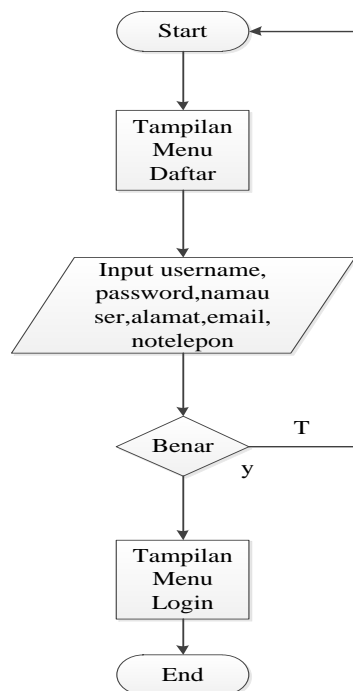 Start
Tampilan
Menu
Daftar
Input username,
password,namau
ser,alamat,email,
notelepon
Benar
T
y
Tampilan
Menu
Login
End